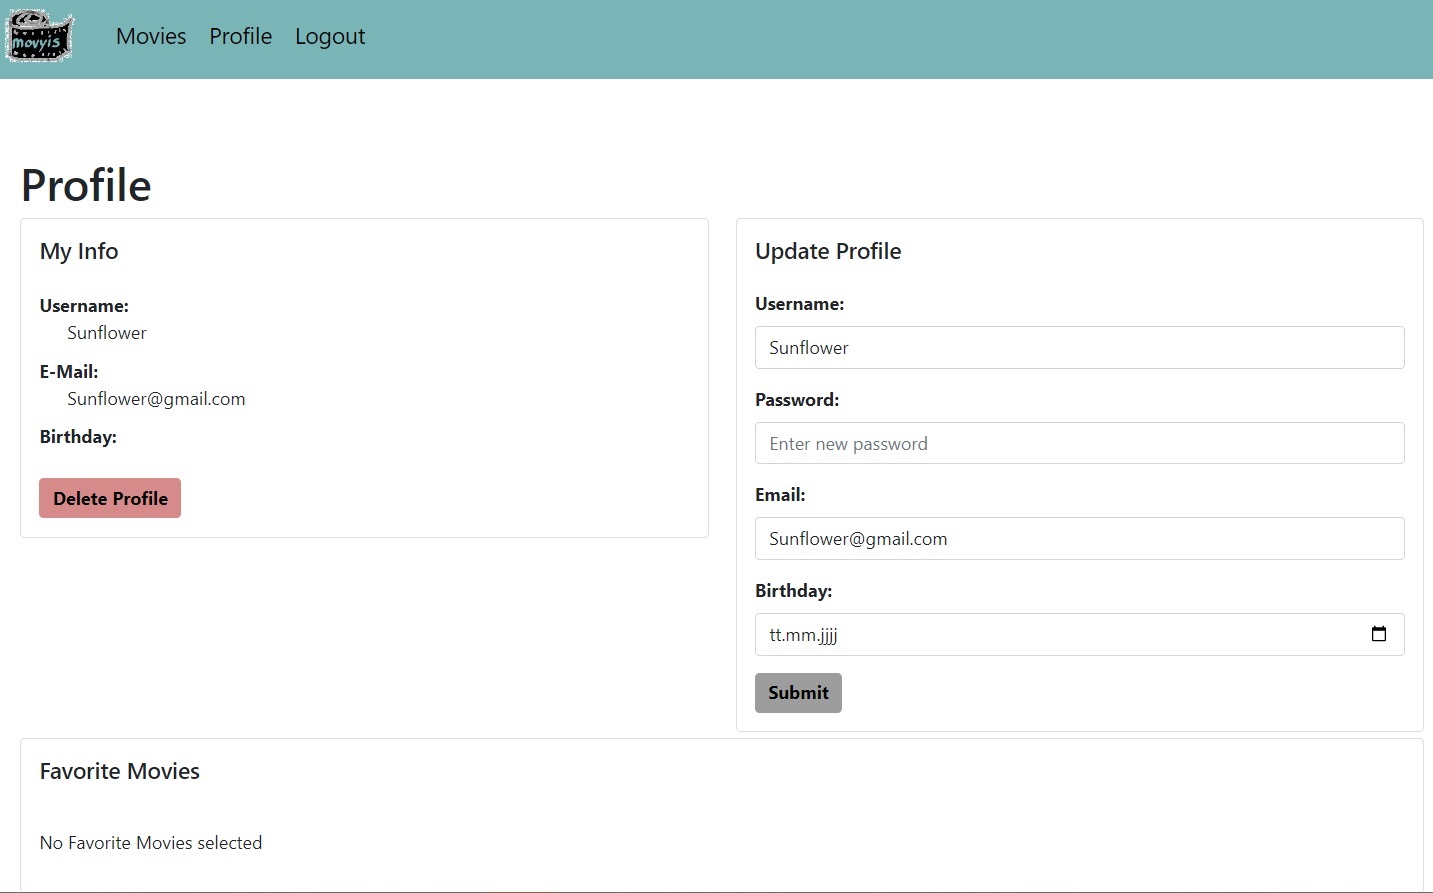 movyis
Movies Profile Logout
Profile
My Info
Username:
Sunflower
E-Mail:
Sunflower@gmail.com
Birthday:
Delete Profile
Update Profile
Username:
Sunflower
Password:
Enter new password
Email:
Sunflower@gmail.com
Birthday:
tt.mm.jjjj
Submit
Favorite Movies
No Favorite Movies selected